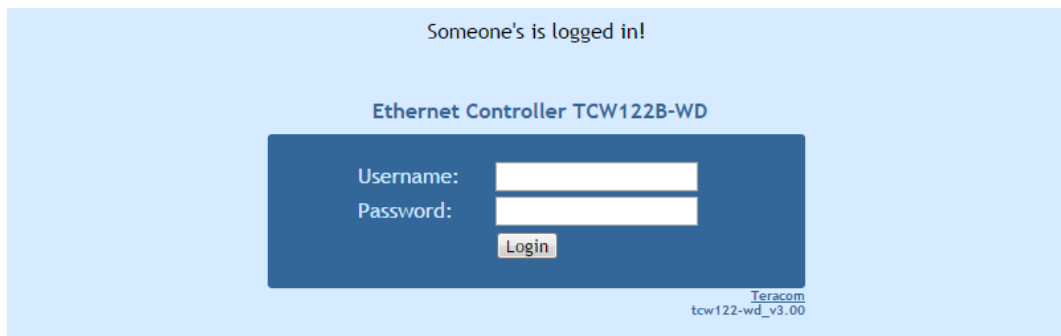 Someone's is logged in!
Ethernet Controller TCW122B-WD
Username:
Password:
Login
Teracom
tcw122-wd_v3.00